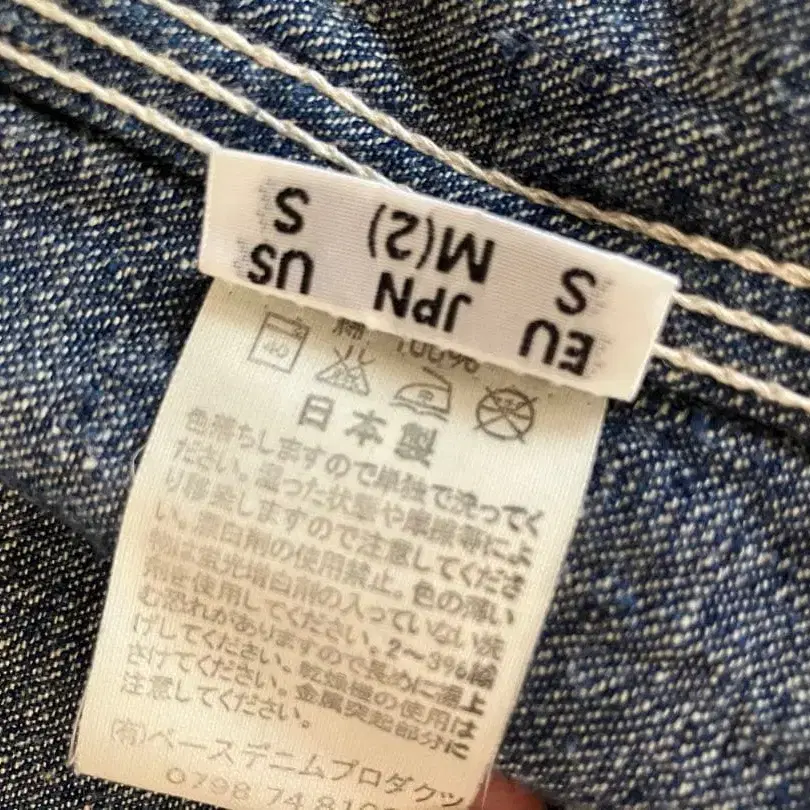 EU JPN US
S M(2) S
綿 100%
40
日本製
色落ちしますので単独で洗ってく
ださい。湿った状態や摩擦等によ
り移染しますので注意してくださ
い。漂白剤の使用禁止。色の薄い
物は蛍光増白剤の入っていない洗
剤を使用してください。2〜3%縮
む恐れがありますので長めに裾上
げしてください。乾燥機の使用は
さけてください。金属突起部分に
注意してください。
(有)ベースデニムプロダクツ
0798 74 810